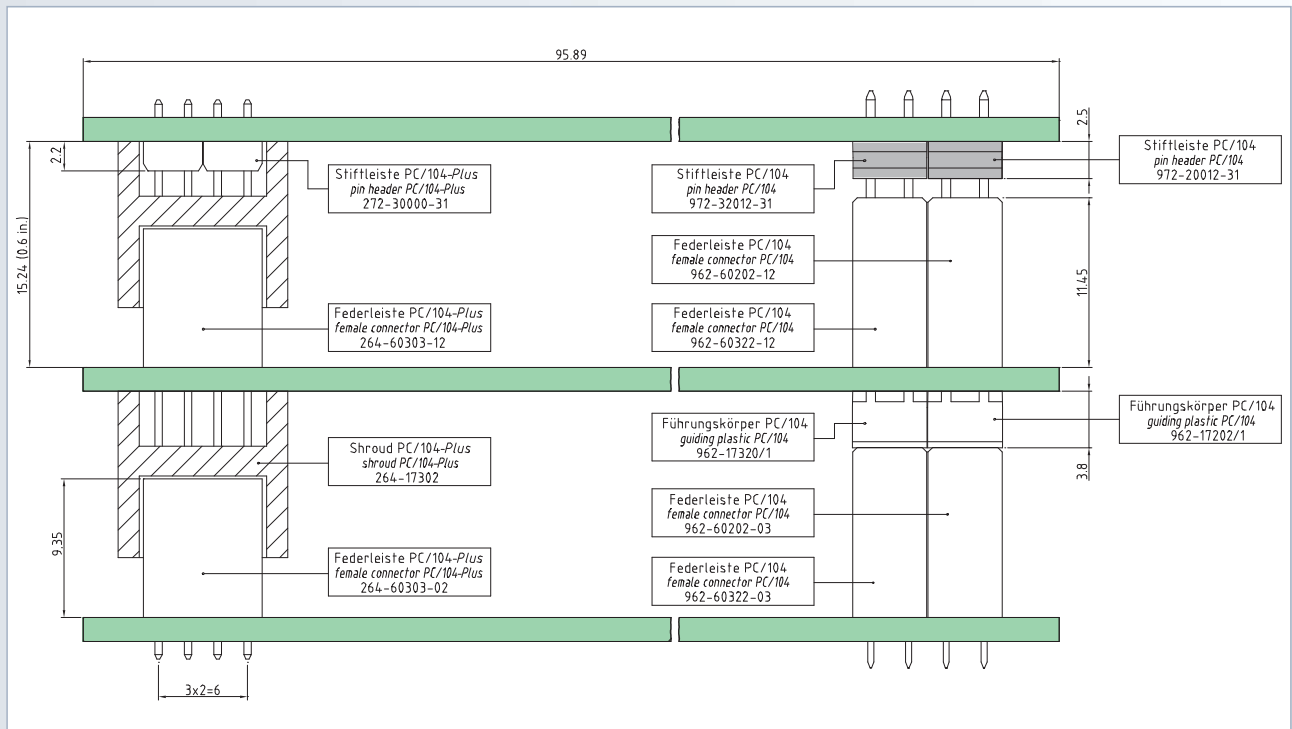 95.89
2.2
15.24 (0.6 in.)
Stiftleiste PC/104-Plus
pin header PC/104-Plus
272-30000-31
Federleiste PC/104-Plus
female connector PC/104-Plus
264-60303-12
Shroud PC/104-Plus
shroud PC/104-Plus
264-17302
9.35
Federleiste PC/104-Plus
female connector PC/104-Plus
264-60303-02
3x2=6
Stiftleiste PC/104
pin header PC/104
972-32012-31
Federleiste PC/104
female connector PC/104
962-60202-12
Federleiste PC/104
female connector PC/104
962-60322-12
Führungskörper PC/104
guiding plastic PC/104
962-17320/1
Federleiste PC/104
female connector PC/104
962-60202-03
Federleiste PC/104
female connector PC/104
962-60322-03
2.5
Stiftleiste PC/104
pin header PC/104
972-20012-31
11.45
Führungskörper PC/104
guiding plastic PC/104
962-17202/1
3.8